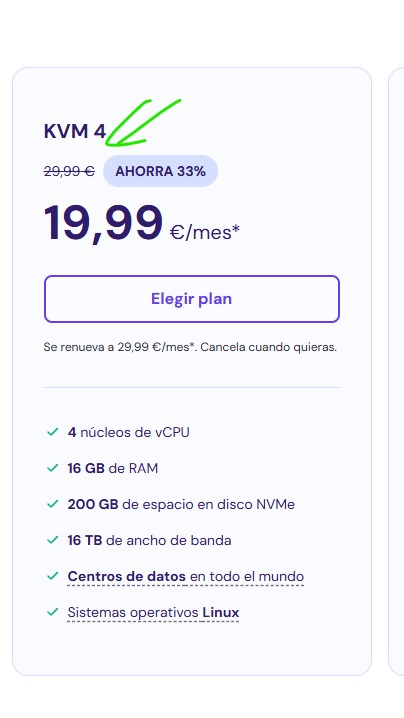 KVM 4
29,99 € AHORRA 33%
19,99 €/mes*
Elegir plan
Se renueva a 29,99 €/mes*. Cancela cuando quieras.
4 núcleos de vCPU
16 GB de RAM
200 GB de espacio en disco NVMe
16 TB de ancho de banda
Centros de datos en todo el mundo
Sistemas operativos Linux